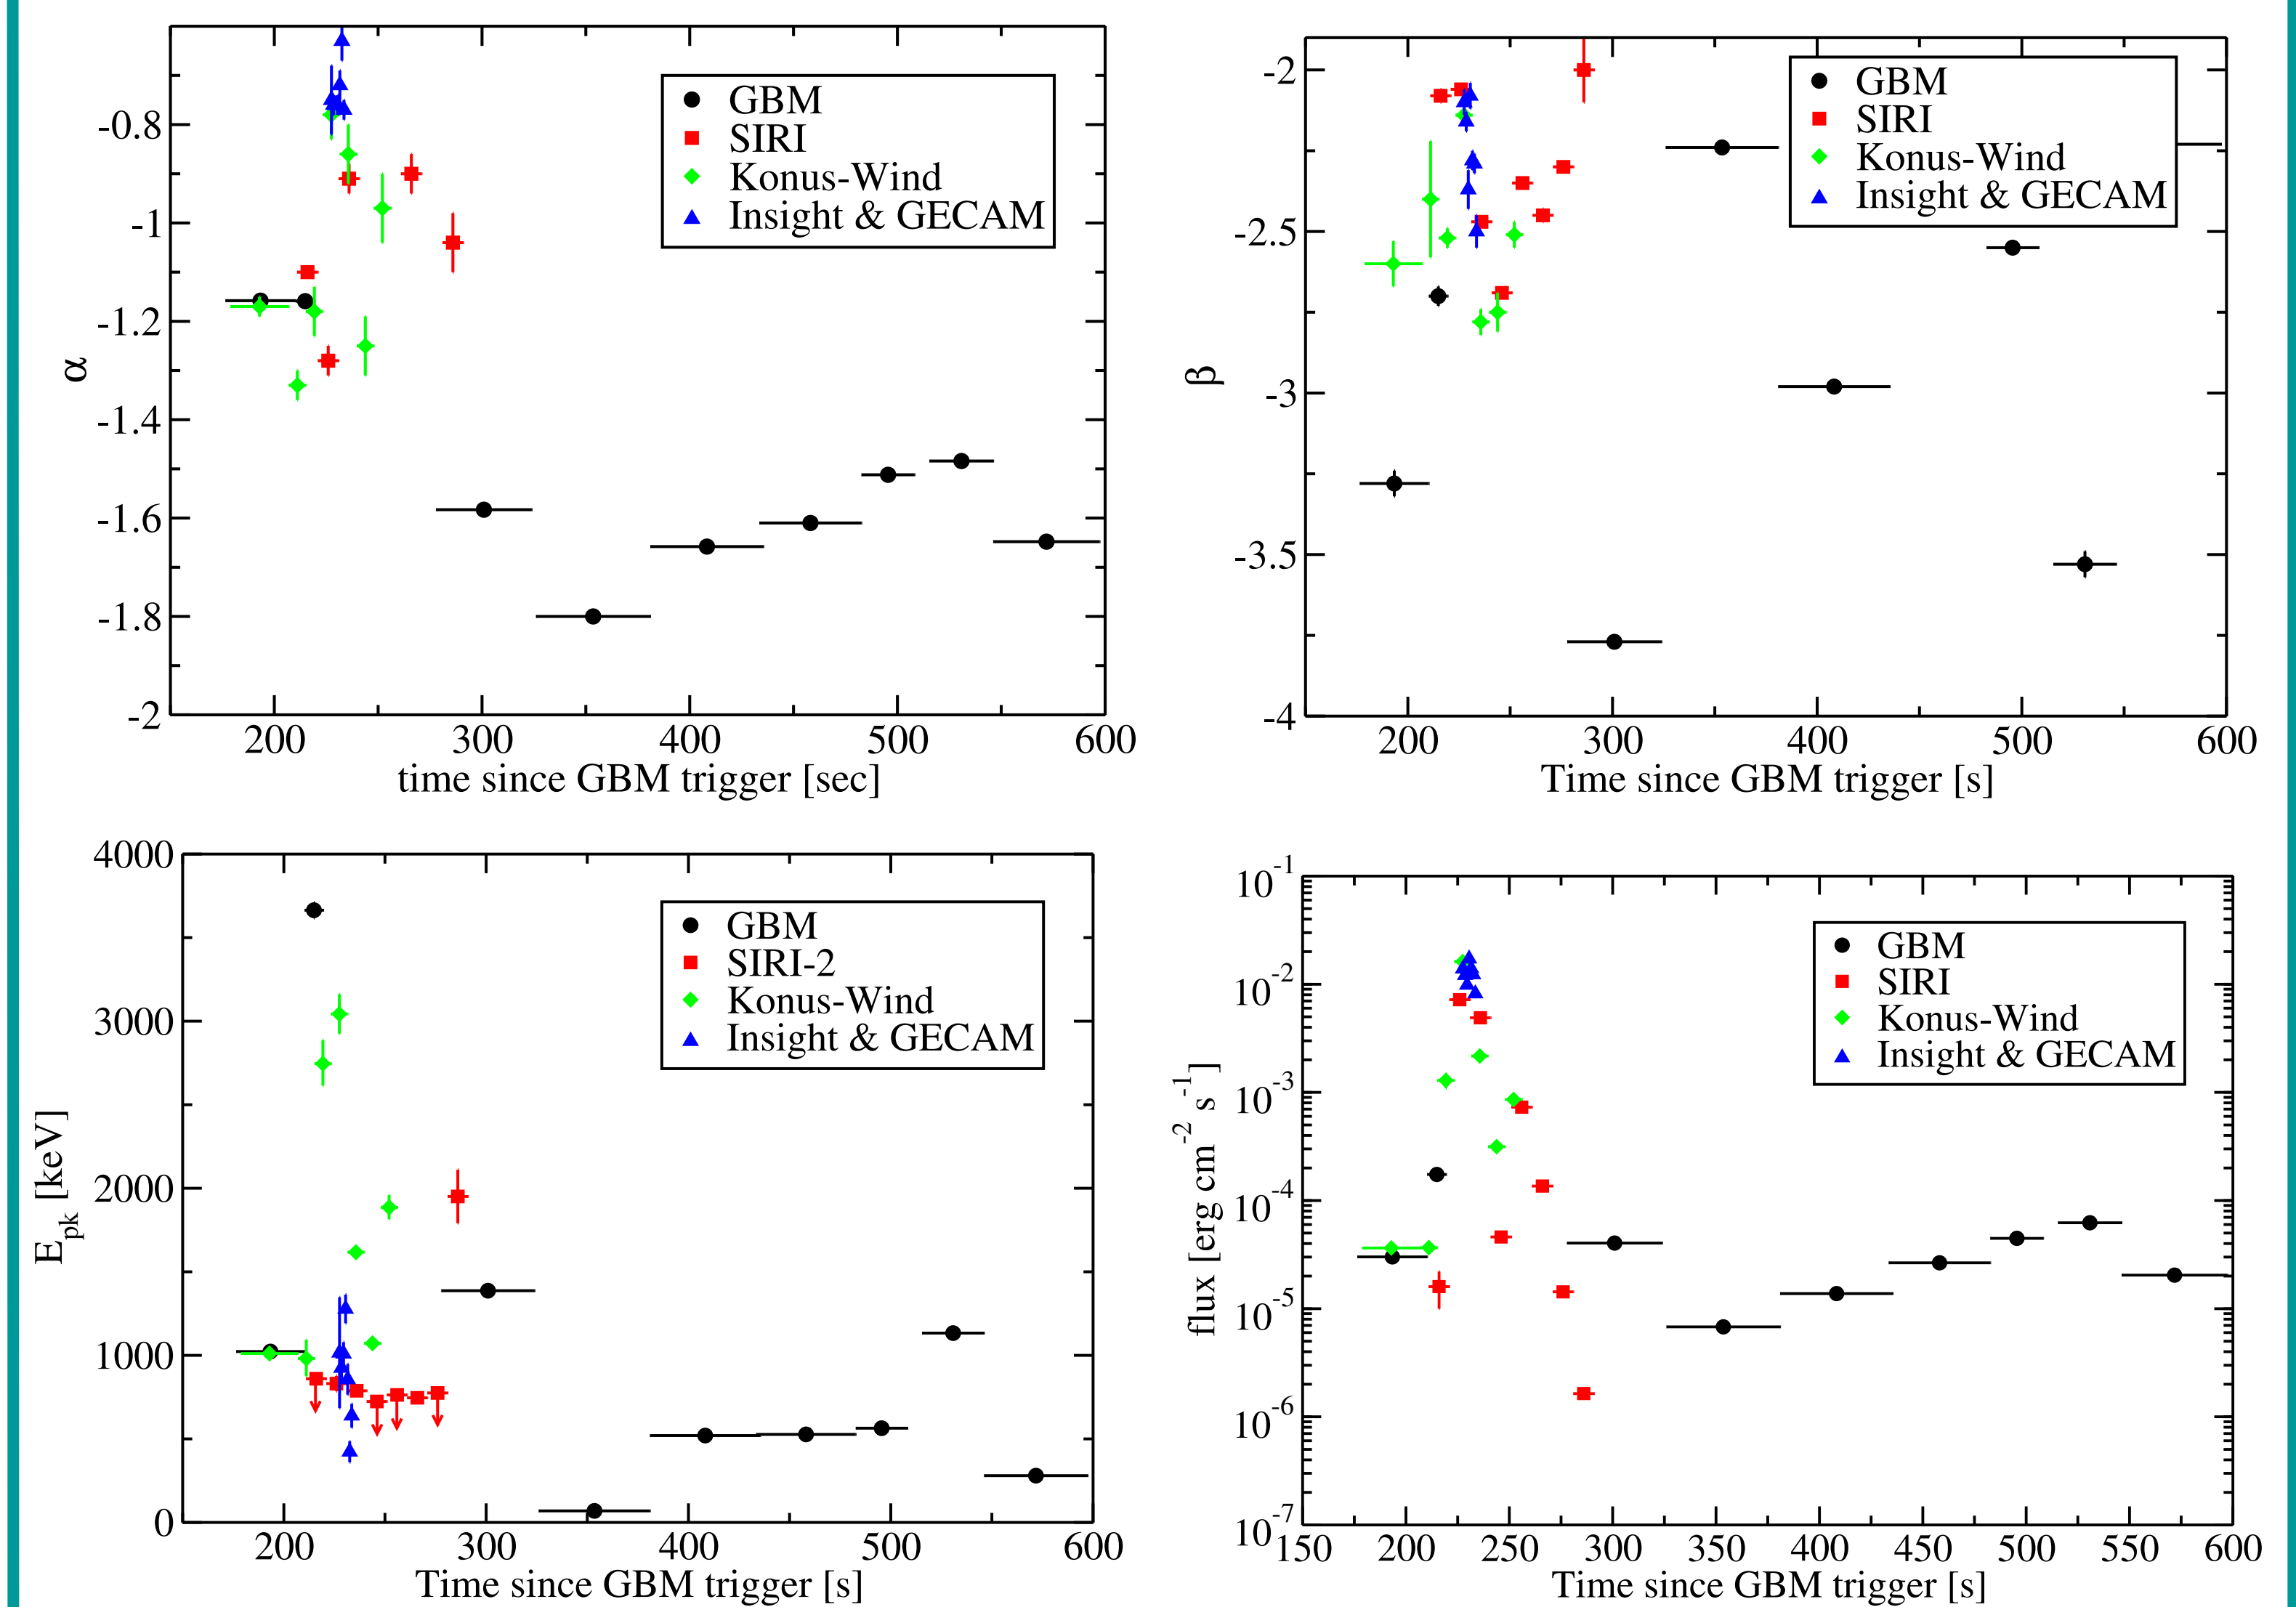 -0.8
-1
-1.2
-1.4
-1.6
-1.8
-2
α
GBM
SIRI
Konus-Wind
Insight & GECAM
200 300 400 500 600
time since GBM trigger [sec]
-2
-2.5
-3
-3.5
-4
β
GBM
SIRI
Konus-Wind
Insight & GECAM
200 300 400 500 600
Time since GBM trigger [s]
4000
3000
2000
1000
0
E_pk [keV]
GBM
SIRI-2
Konus-Wind
Insight & GECAM
200 300 400 500 600
Time since GBM trigger [s]
10^-1
10^-2
10^-3
10^-4
10^-5
10^-6
10^-7
flux [erg cm^-2 s^-1]
GBM
SIRI
Konus-Wind
Insight & GECAM
150 200 250 300 350 400 450 500 550 600
Time since GBM trigger [s]